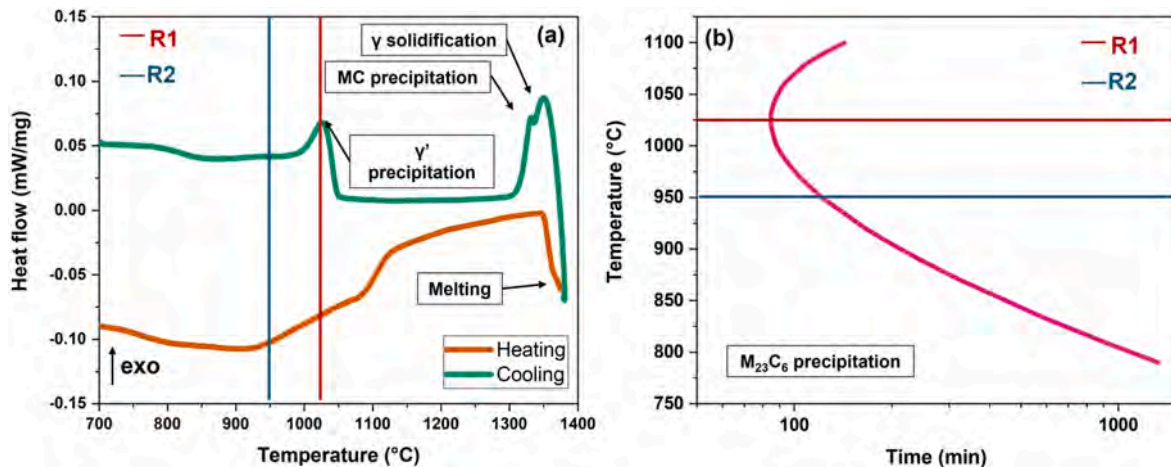 0.15
0.10
0.05
0.00
-0.05
-0.10
-0.15
Heat flow (mW/mg)
R1
R2
(a)
γ solidification
MC precipitation
γ'
precipitation
Melting
exo
Heating
Cooling
700 800 900 1000 1100 1200 1300 1400
Temperature (°C)
(b)
R1
R2
1100
1050
1000
950
900
850
800
750
Temperature (°C)
M₂₃C₆ precipitation
100 1000
Time (min)